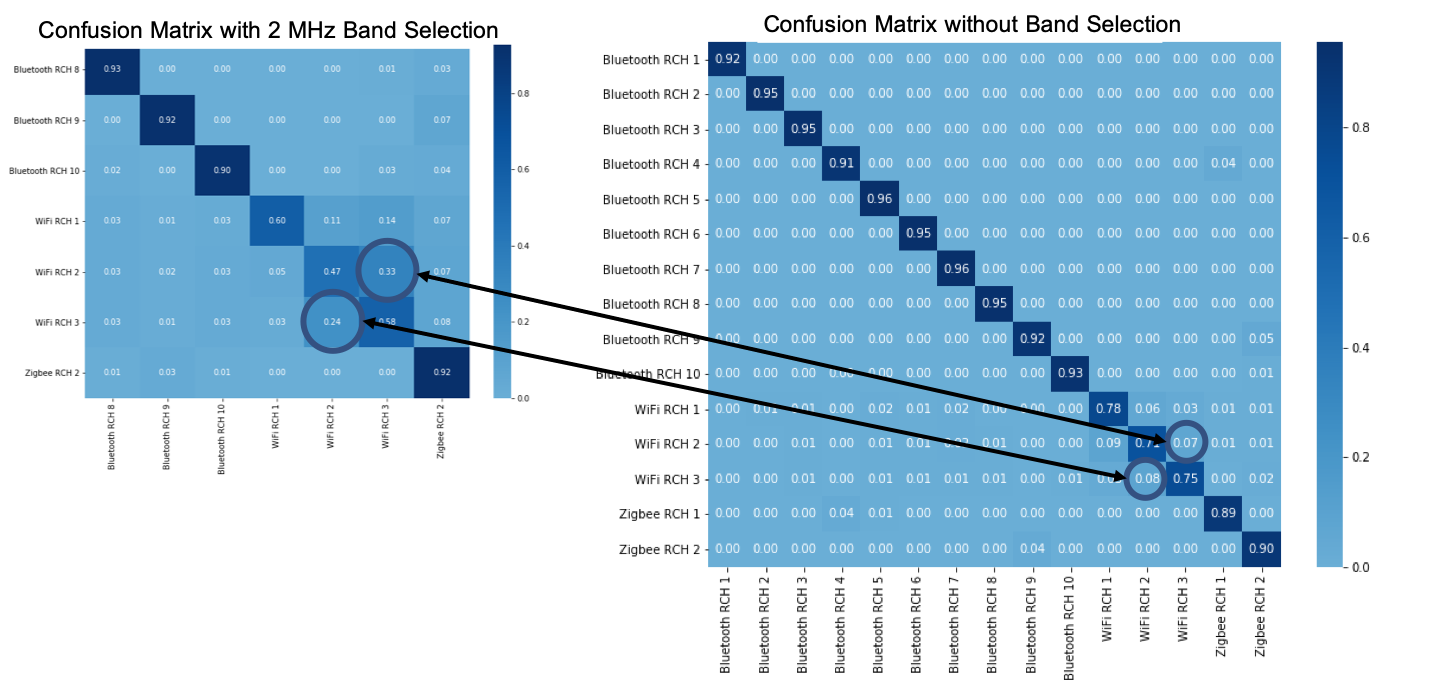 Confusion Matrix with 2 MHz Band Selection
Bluetooth RCH 8 0.93 0.00 0.00 0.00 0.00 0.01 0.03
Bluetooth RCH 9 0.00 0.92 0.00 0.00 0.00 0.00 0.07
Bluetooth RCH 10 0.02 0.00 0.90 0.00 0.00 0.03 0.04
WiFi RCH 1 0.03 0.01 0.03 0.60 0.11 0.14 0.07
WiFi RCH 2 0.03 0.02 0.03 0.05 0.47 0.33 0.07
WiFi RCH 3 0.03 0.01 0.03 0.03 0.24 0.58 0.08
Zigbee RCH 2 0.01 0.03 0.01 0.00 0.00 0.00 0.92
Bluetooth RCH 8
Bluetooth RCH 9
Bluetooth RCH 10
WiFi RCH 1
WiFi RCH 2
WiFi RCH 3
Zigbee RCH 2
0.8
0.6
0.4
0.2
0.0
Confusion Matrix without Band Selection
Bluetooth RCH 1 0.92 0.00 0.00 0.00 0.00 0.00 0.00 0.00 0.00 0.00 0.00 0.00 0.00 0.00 0.00
Bluetooth RCH 2 0.00 0.95 0.00 0.00 0.00 0.00 0.00 0.00 0.00 0.00 0.00 0.00 0.00 0.00 0.00
Bluetooth RCH 3 0.00 0.00 0.95 0.00 0.00 0.00 0.00 0.00 0.00 0.00 0.00 0.00 0.00 0.00 0.00
Bluetooth RCH 4 0.00 0.00 0.00 0.91 0.00 0.00 0.00 0.00 0.00 0.00 0.00 0.00 0.00 0.04 0.00
Bluetooth RCH 5 0.00 0.00 0.00 0.00 0.96 0.00 0.00 0.00 0.00 0.00 0.00 0.00 0.00 0.00 0.00
Bluetooth RCH 6 0.00 0.00 0.00 0.00 0.00 0.95 0.00 0.00 0.00 0.00 0.00 0.00 0.00 0.00 0.00
Bluetooth RCH 7 0.00 0.00 0.00 0.00 0.00 0.00 0.96 0.00 0.00 0.00 0.00 0.00 0.00 0.00 0.00
Bluetooth RCH 8 0.00 0.00 0.00 0.00 0.00 0.00 0.00 0.95 0.00 0.00 0.00 0.00 0.00 0.00 0.00
Bluetooth RCH 9 0.00 0.00 0.00 0.00 0.00 0.00 0.00 0.00 0.92 0.00 0.00 0.00 0.00 0.00 0.05
Bluetooth RCH 10 0.00 0.00 0.00 0.00 0.00 0.00 0.00 0.00 0.00 0.93 0.00 0.00 0.00 0.00 0.01
WiFi RCH 1 0.00 0.01 0.01 0.00 0.02 0.01 0.02 0.00 0.00 0.00 0.78 0.06 0.03 0.01 0.01
WiFi RCH 2 0.00 0.00 0.01 0.00 0.01 0.01 0.02 0.01 0.00 0.00 0.09 0.71 0.07 0.01 0.01
WiFi RCH 3 0.00 0.00 0.01 0.00 0.01 0.01 0.01 0.01 0.00 0.01 0.08 0.75 0.00 0.02
Zigbee RCH 1 0.00 0.00 0.00 0.04 0.01 0.00 0.00 0.00 0.00 0.00 0.00 0.00 0.00 0.89 0.00
Zigbee RCH 2 0.00 0.00 0.00 0.00 0.00 0.00 0.00 0.00 0.04 0.00 0.00 0.00 0.00 0.00 0.90
Bluetooth RCH 1
Bluetooth RCH 2
Bluetooth RCH 3
Bluetooth RCH 4
Bluetooth RCH 5
Bluetooth RCH 6
Bluetooth RCH 7
Bluetooth RCH 8
Bluetooth RCH 9
Bluetooth RCH 10
WiFi RCH 1
WiFi RCH 2
WiFi RCH 3
Zigbee RCH 1
Zigbee RCH 2
0.8
0.6
0.4
0.2
0.0